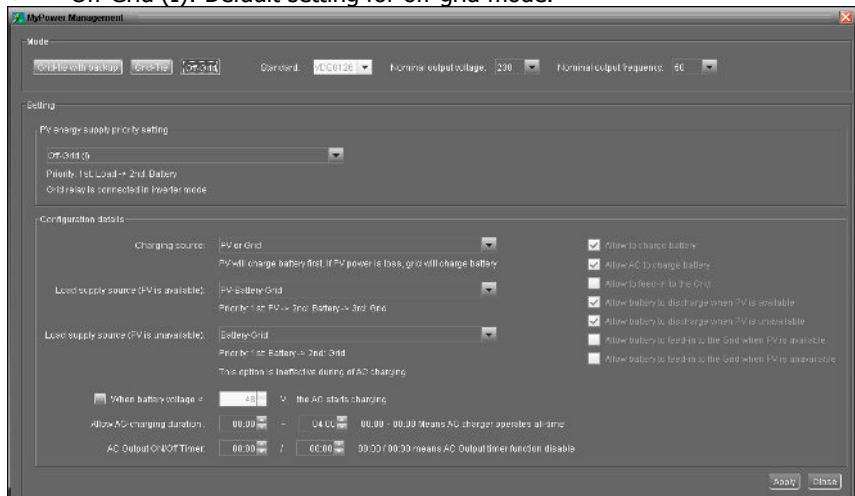 Off-Grid (I): Default setting for off-grid mode.
MyPower Management
Mode
Grid-tie with backup Grid-Tie Off-Grid Standard: VDE0126 Nominal output voltage: 230 Nominal output frequency: 50
Setting
PV energy supply priority setting
Off-Grid (I)
Priority: 1st: Load -> 2nd: Battery
Grid relay is connected in inverter mode
Configuration details
Charging source: PV or Grid
PV will charge battery first, if PV power is loss, grid will charge battery
Load supply source (PV is available): PV-Battery-Grid
Priority: 1st: PV -> 2nd: Battery-> 3rd: Grid
Load supply source (PV is unavailable): Battery-Grid
Priority: 1st: Battery -> 2nd: Grid
This option is ineffective during of AC charging
When battery voltage < 48 V, the AC starts charging
Allow AC-charging duration: 00:00 - 04:00 00:00 - 00:00 Means AC charger operates all-time
AC Output ON/Off Timer: 00:00 / 00:00 00:00 / 00:00 means AC Output timer function disable
Allow to charge battery
Allow AC to charge battery
Allow to feed-in to the Grid
Allow battery to discharge when PV is available
Allow battery to discharge when PV is unavailable
Allow battery to feed-in to the Grid when PV is available
Allow battery to feed-in to the Grid when PV is unavailable
Apply Close